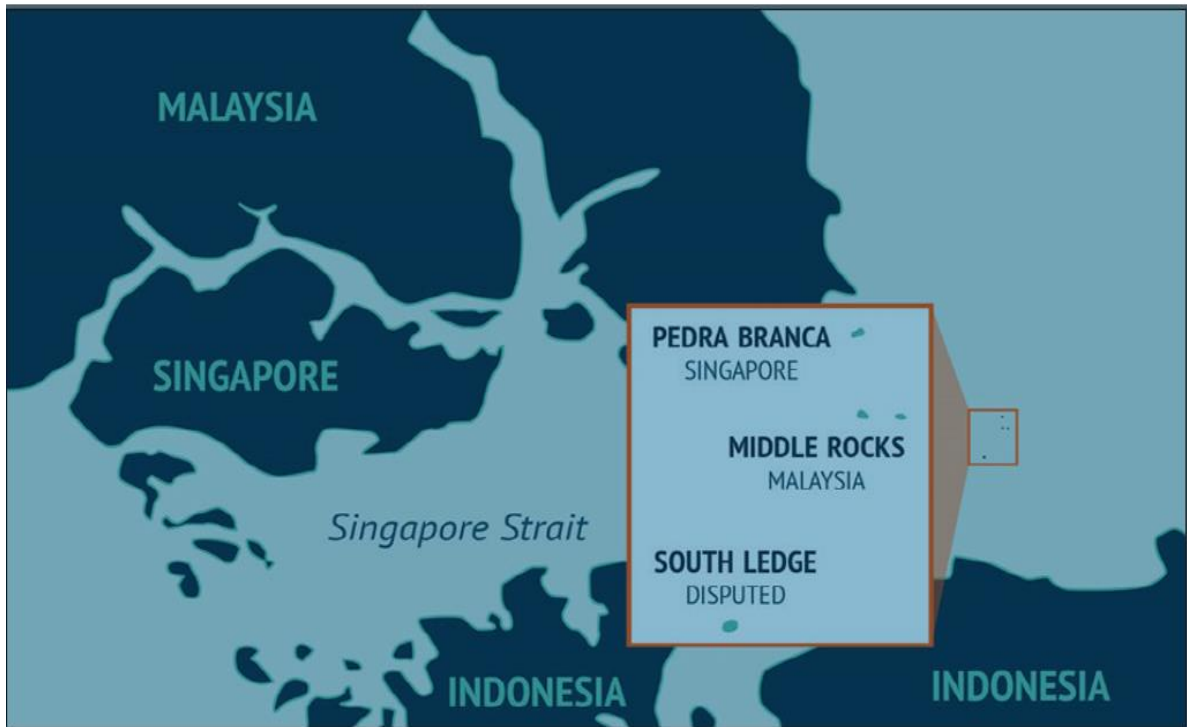 MALAYSIA
SINGAPORE
PEDRA BRANCA
SINGAPORE
MIDDLE ROCKS
MALAYSIA
Singapore Strait
SOUTH LEDGE
DISPUTED
INDONESIA
INDONESIA